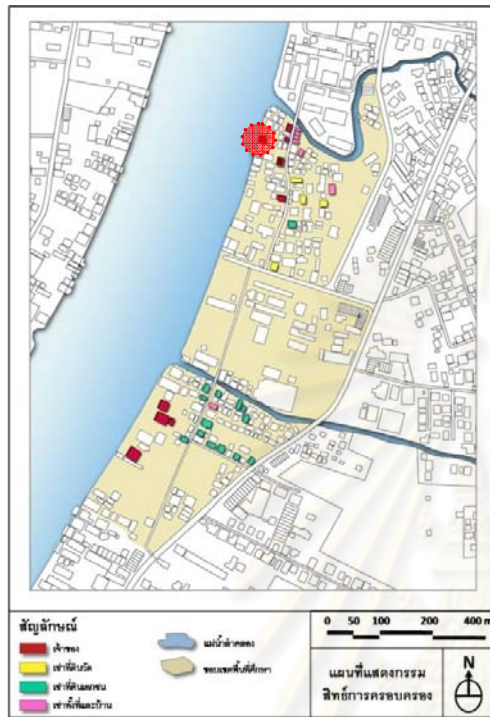 สัญลักษณ์
เจ้าของ
เช่าที่ดินวัด
เช่าที่ดินเอกชน
เช่าทั้งที่และบ้าน
แม่น้ำลำคลอง
ขอบเขตพื้นที่ศึกษา
0 50 100 200 400 m
แผนที่แสดงกรรม
สิทธ์การครอบครอง
N